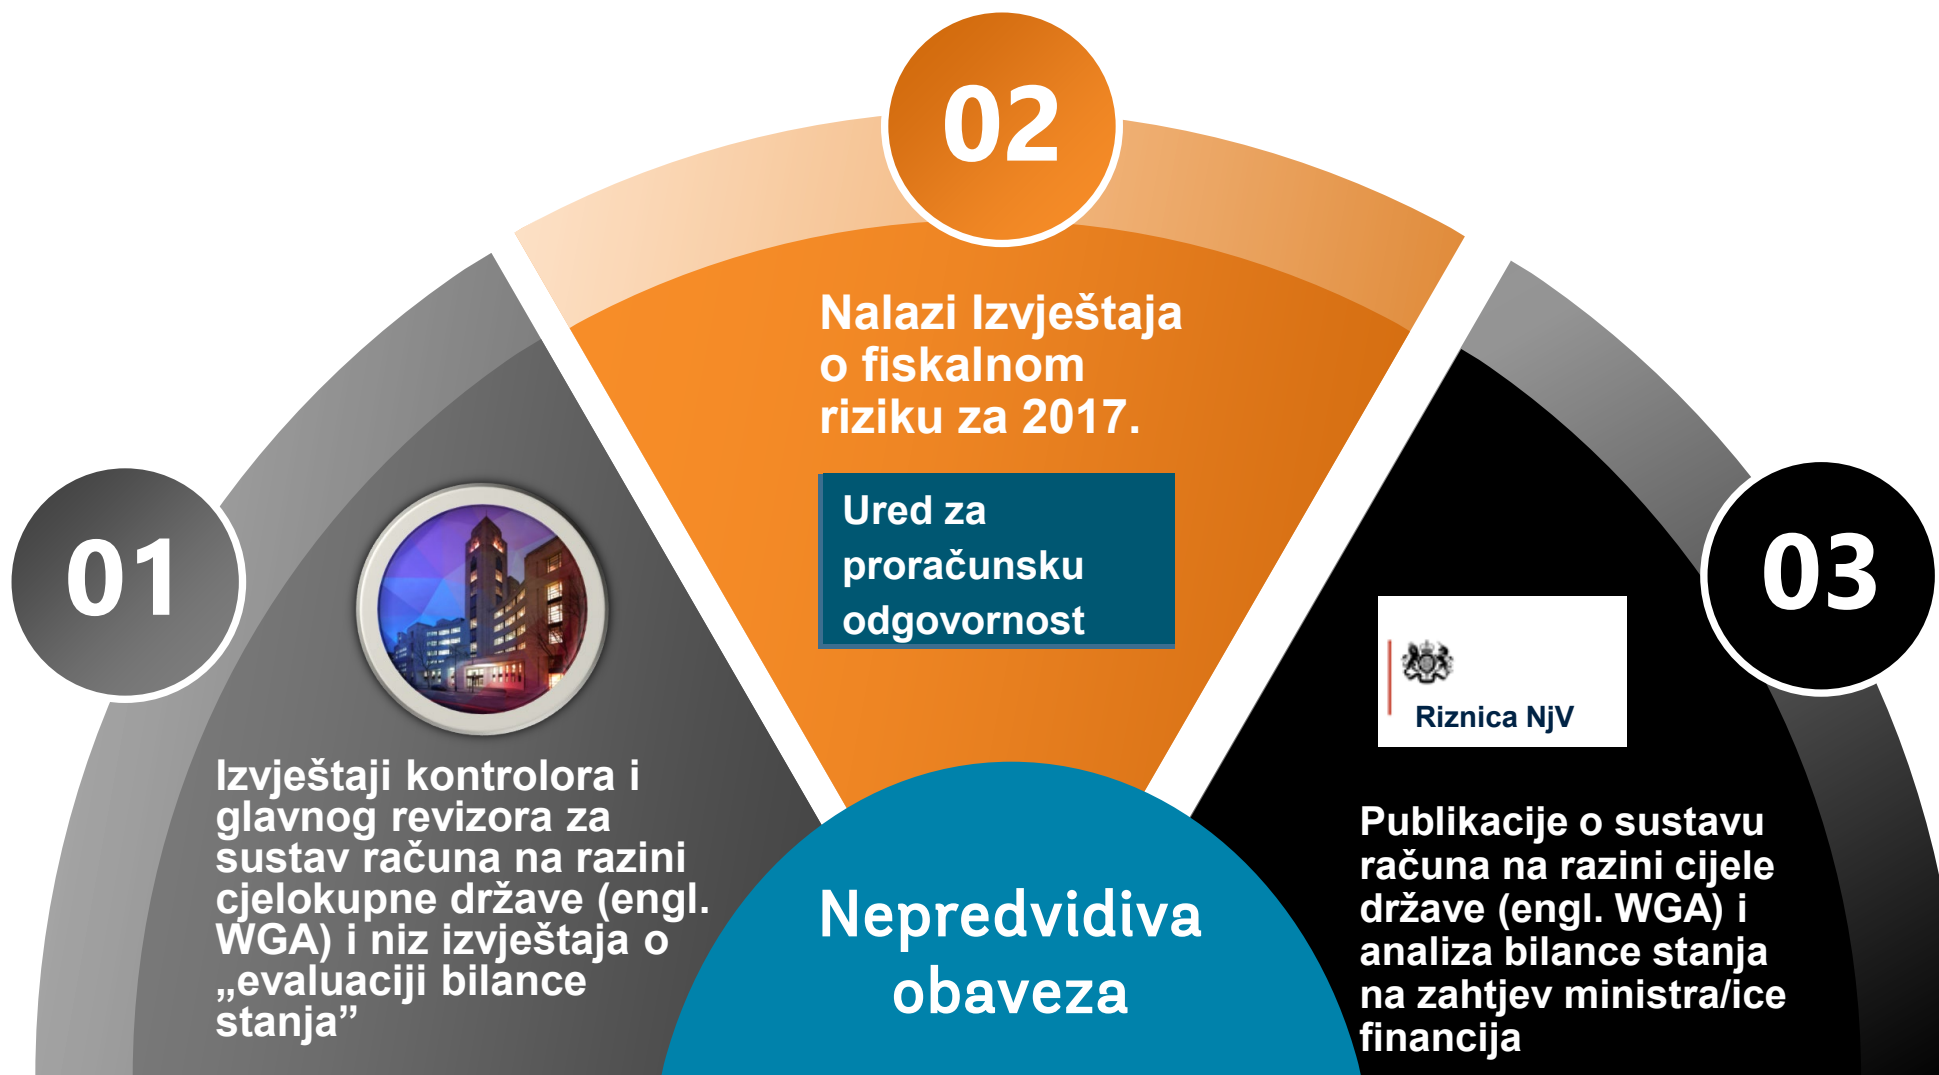 01
Izvještaji kontrolora i
glavnog revizora za
sustav računa na razini
cjelokupne države (engl.
WGA) i niz izvještaja o
„evaluaciji bilance
stanja”
02
Nalazi Izvještaja
o fiskalnom
riziku za 2017.
Ured za
proračunsku
odgovornost
03
Riznica NjV
Publikacije o sustavu
računa na razini cijele
države (engl. WGA) i
analiza bilance stanja
na zahtjev ministra/ice
financija
Nepredvidiva
obaveza